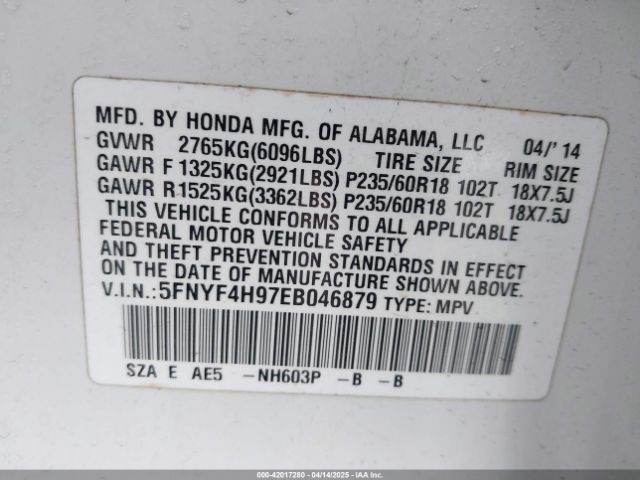 MFD. BY HONDA MFG. OF ALABAMA, LLC 04/'14
GVWR 2765KG(6096LBS) TIRE SIZE RIM SIZE
GAWR F 1325KG(2921LBS) P235/60R18 102T 18X7.5J
GAWR R 1525KG(3362LBS) P235/60R18 102T 18X7.5J
THIS VEHICLE CONFORMS TO ALL APPLICABLE
FEDERAL MOTOR VEHICLE SAFETY
AND THEFT PREVENTION STANDARDS IN EFFECT
ON THE DATE OF MANUFACTURE SHOWN ABOVE.
V.I.N.:5FNYF4H97EB046879 TYPE: MPV
SZA E AE5 -NH603P -B -B
000-42017280 - 04/14/2025 - IAAI.COM